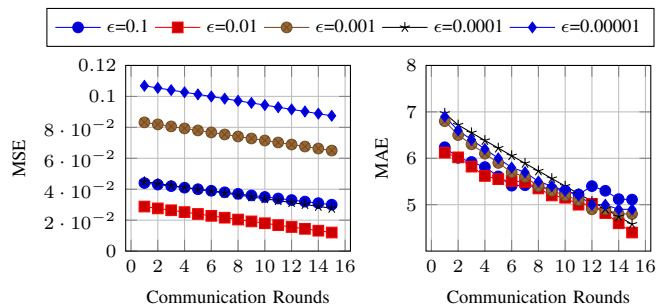 ϵ=0.1 ϵ=0.01 ϵ=0.001 ϵ=0.0001 ϵ=0.00001
0.12
0.1
8 · 10⁻²
6 · 10⁻²
4 · 10⁻²
2 · 10⁻²
0
MSE
0 2 4 6 8 10 12 14 16
Communication Rounds
8
7
6
5
MAE
0 2 4 6 8 10 12 14 16
Communication Rounds